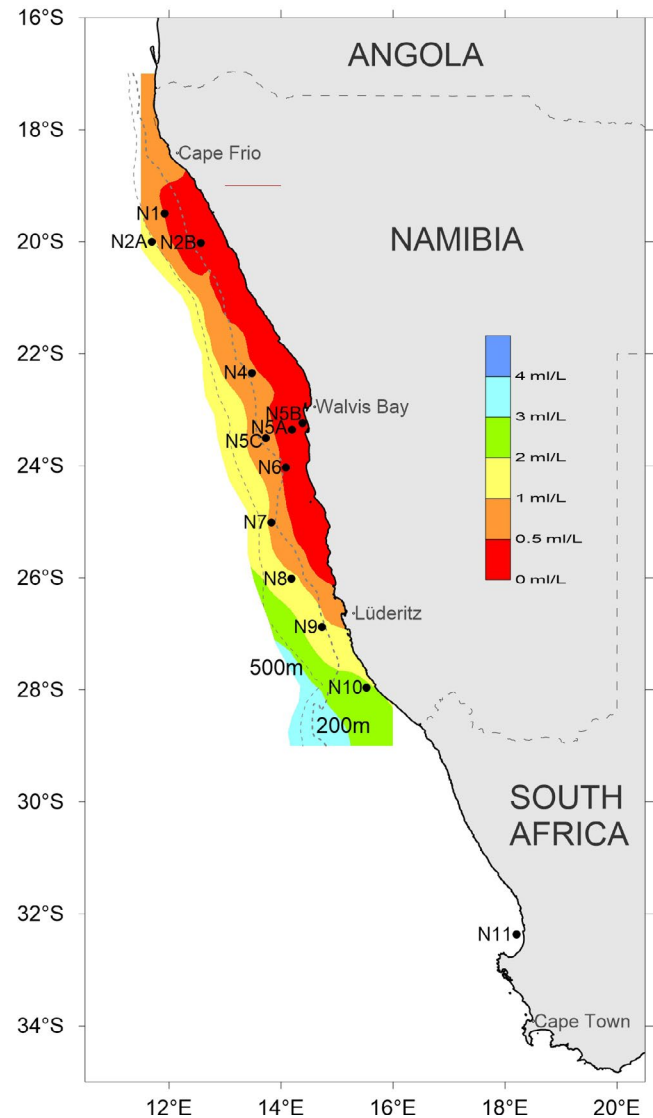 16°S
ANGOLA
18°S
Cape Frio
N1
20°S
N2A
N2B
NAMIBIA
22°S
N4
4 ml/L
3 ml/L
2 ml/L
1 ml/L
0.5 ml/L
0 ml/L
Walvis Bay
N5B
N5A
N5C
24°S
N6
N7
26°S
N8
Lüderitz
N9
500m
28°S
N10
200m
30°S
SOUTH
AFRICA
32°S
N11
34°S
Cape Town
12°E
14°E
16°E
18°E
20°E